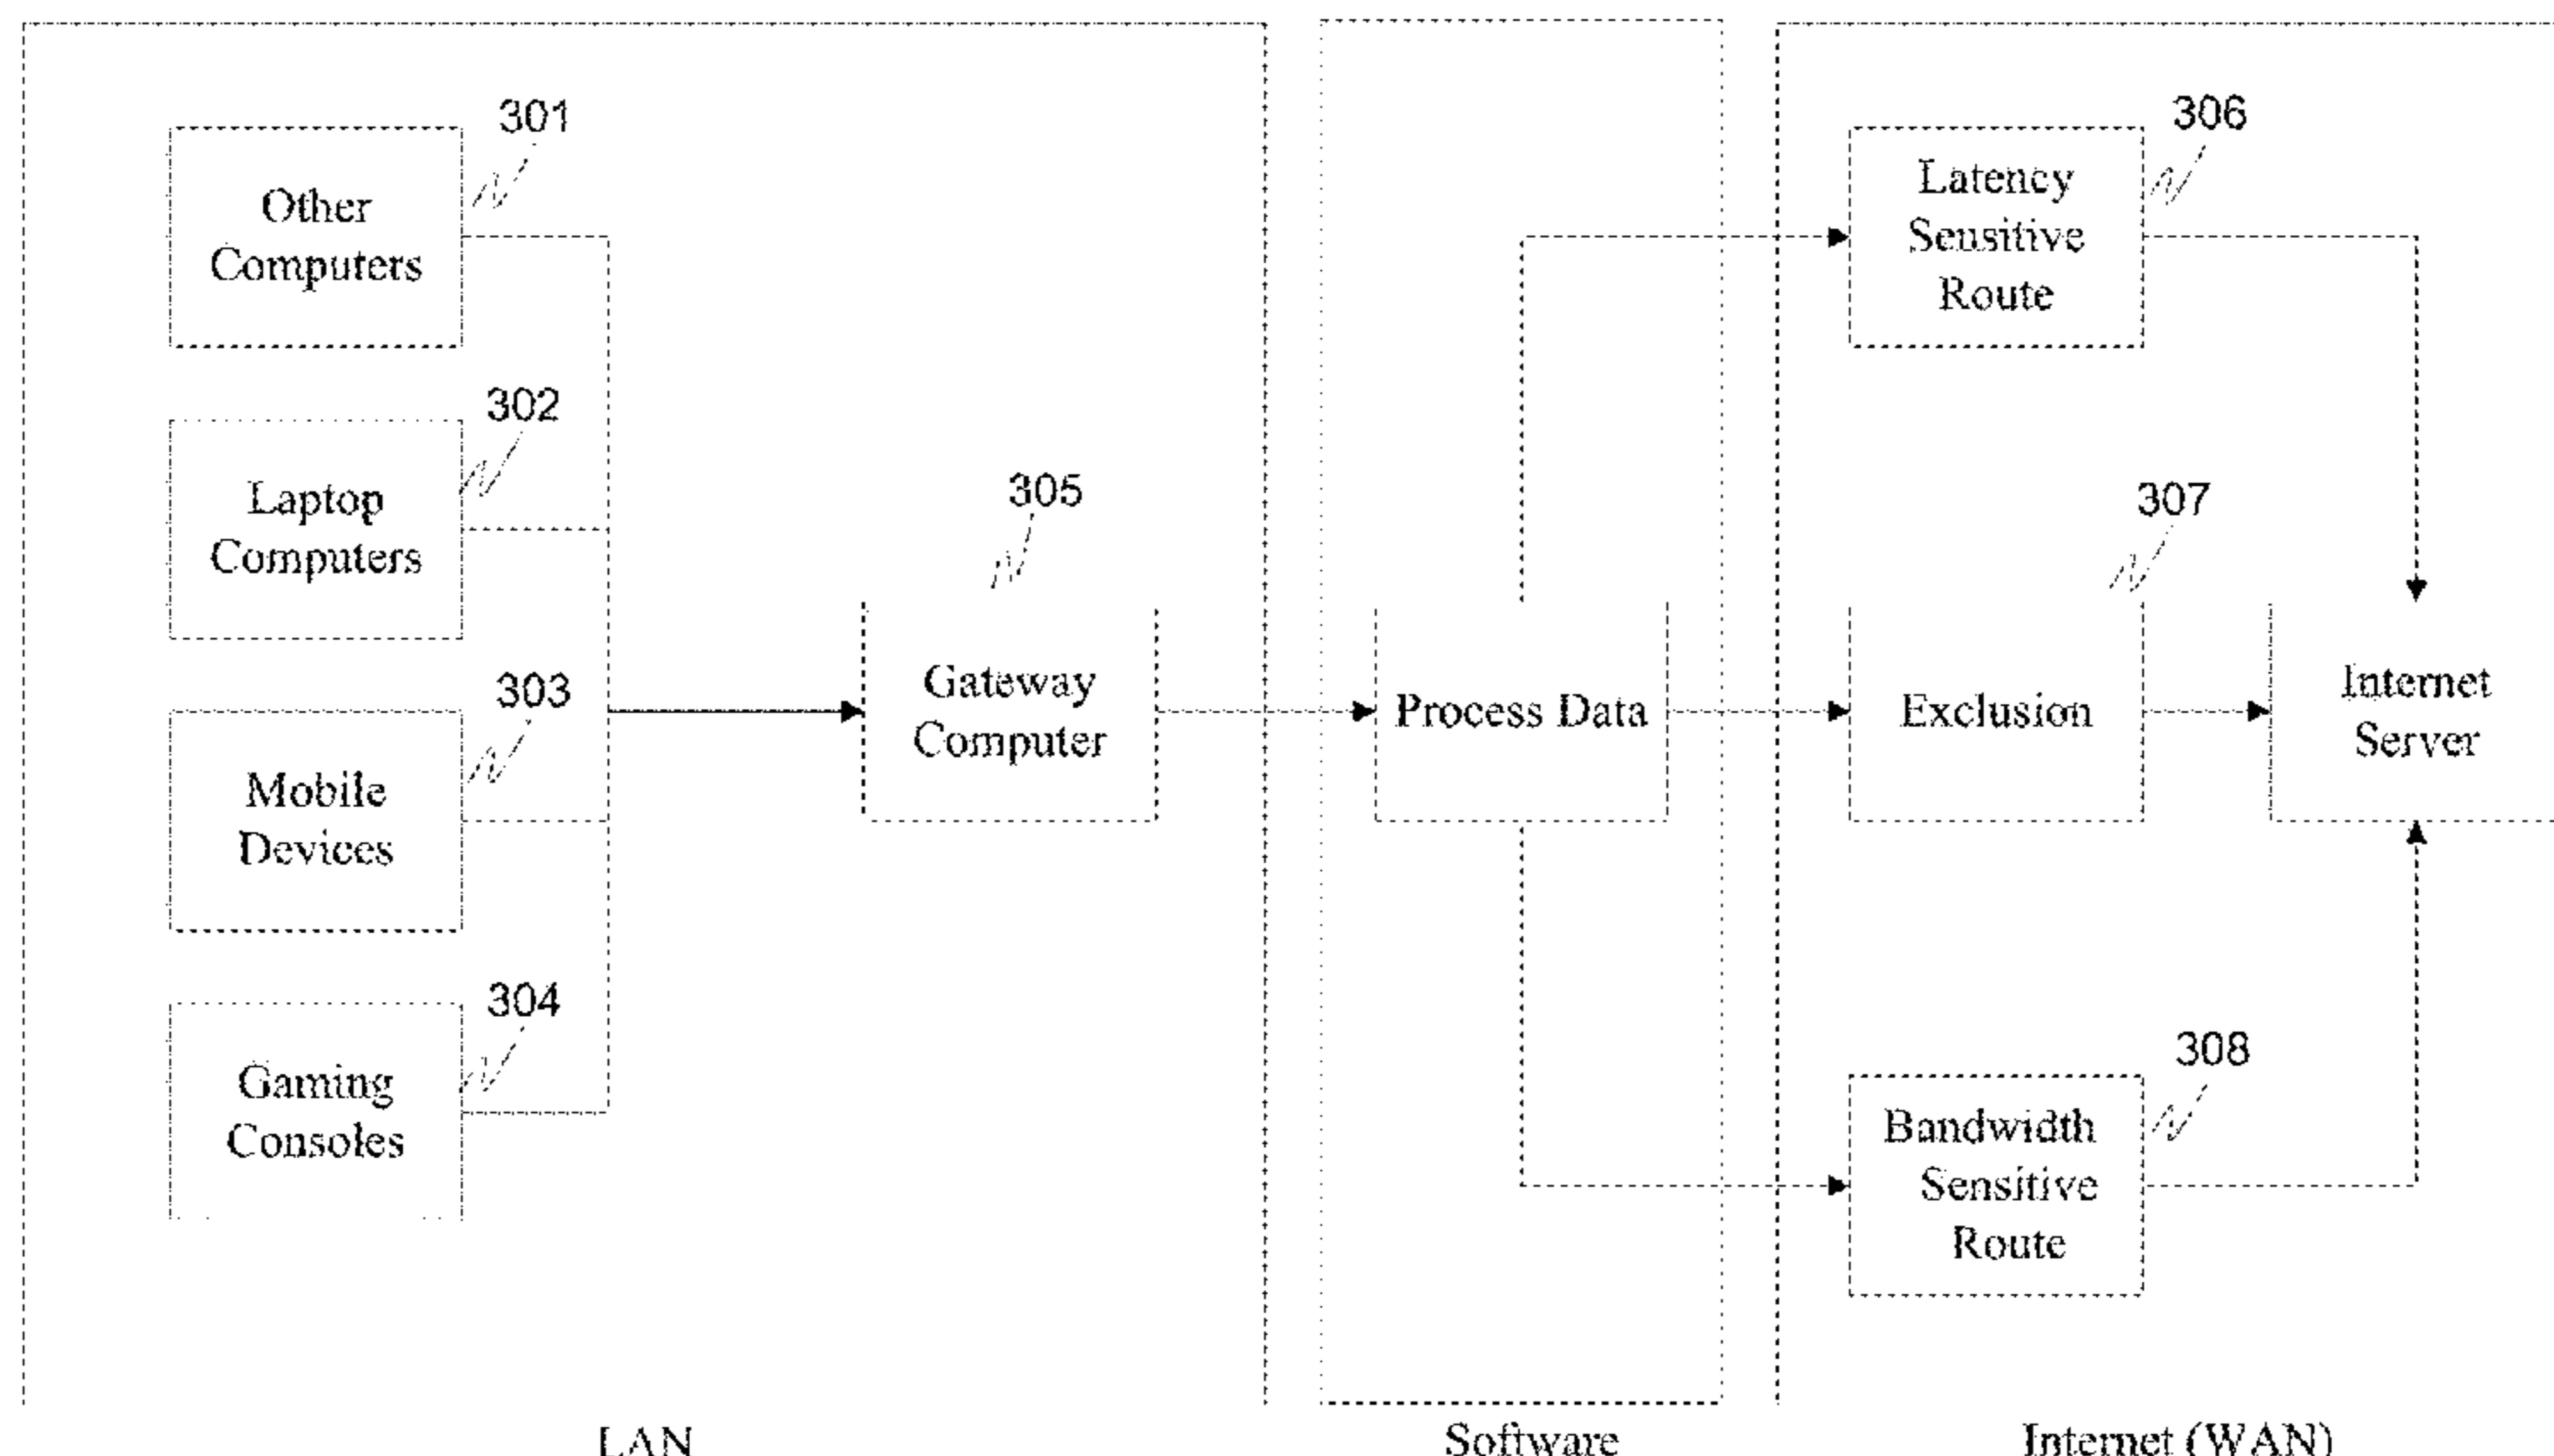 301
Other
Computers
302
Laptop
Computers
303
Mobile
Devices
304
Gaming
Consoles
305
Gateway
Computer
Process Data
306
Latency
Sensitive
Route
307
Exclusion
Internet
Server
308
Bandwidth
Sensitive
Route
LAN
Software
Internet (WAN)